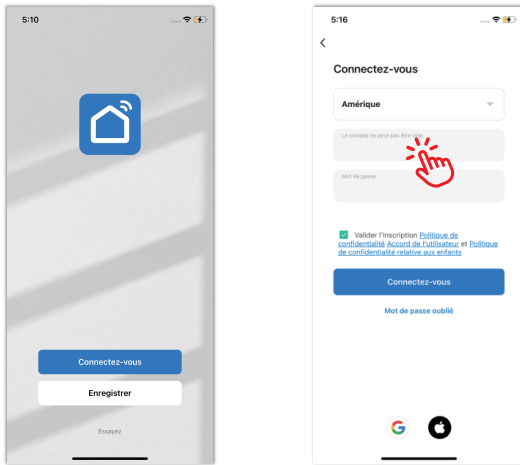 5:10
Connectez-vous
Enregistrer
Essayez
5:16
Connectez-vous
Amérique
Le compte ne peut pas être vide
Mot de passe
Valider l'inscription Politique de
confidentialité Accord de l'utilisateur et Politique
de confidentialité relative aux enfants
Connectez-vous
Mot de passe oublié
G